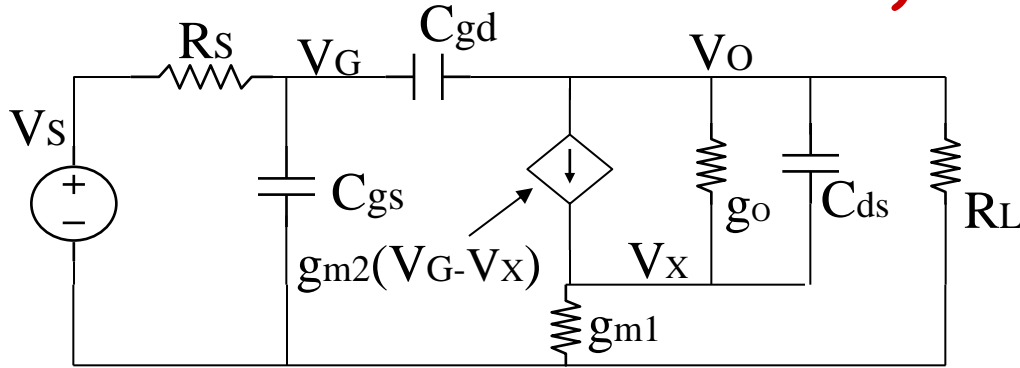 Cgd
RS
VG
VO
VS
+
−
Cgs
gO
Cds
RL
gm2(VG-VX)
VX
gm1